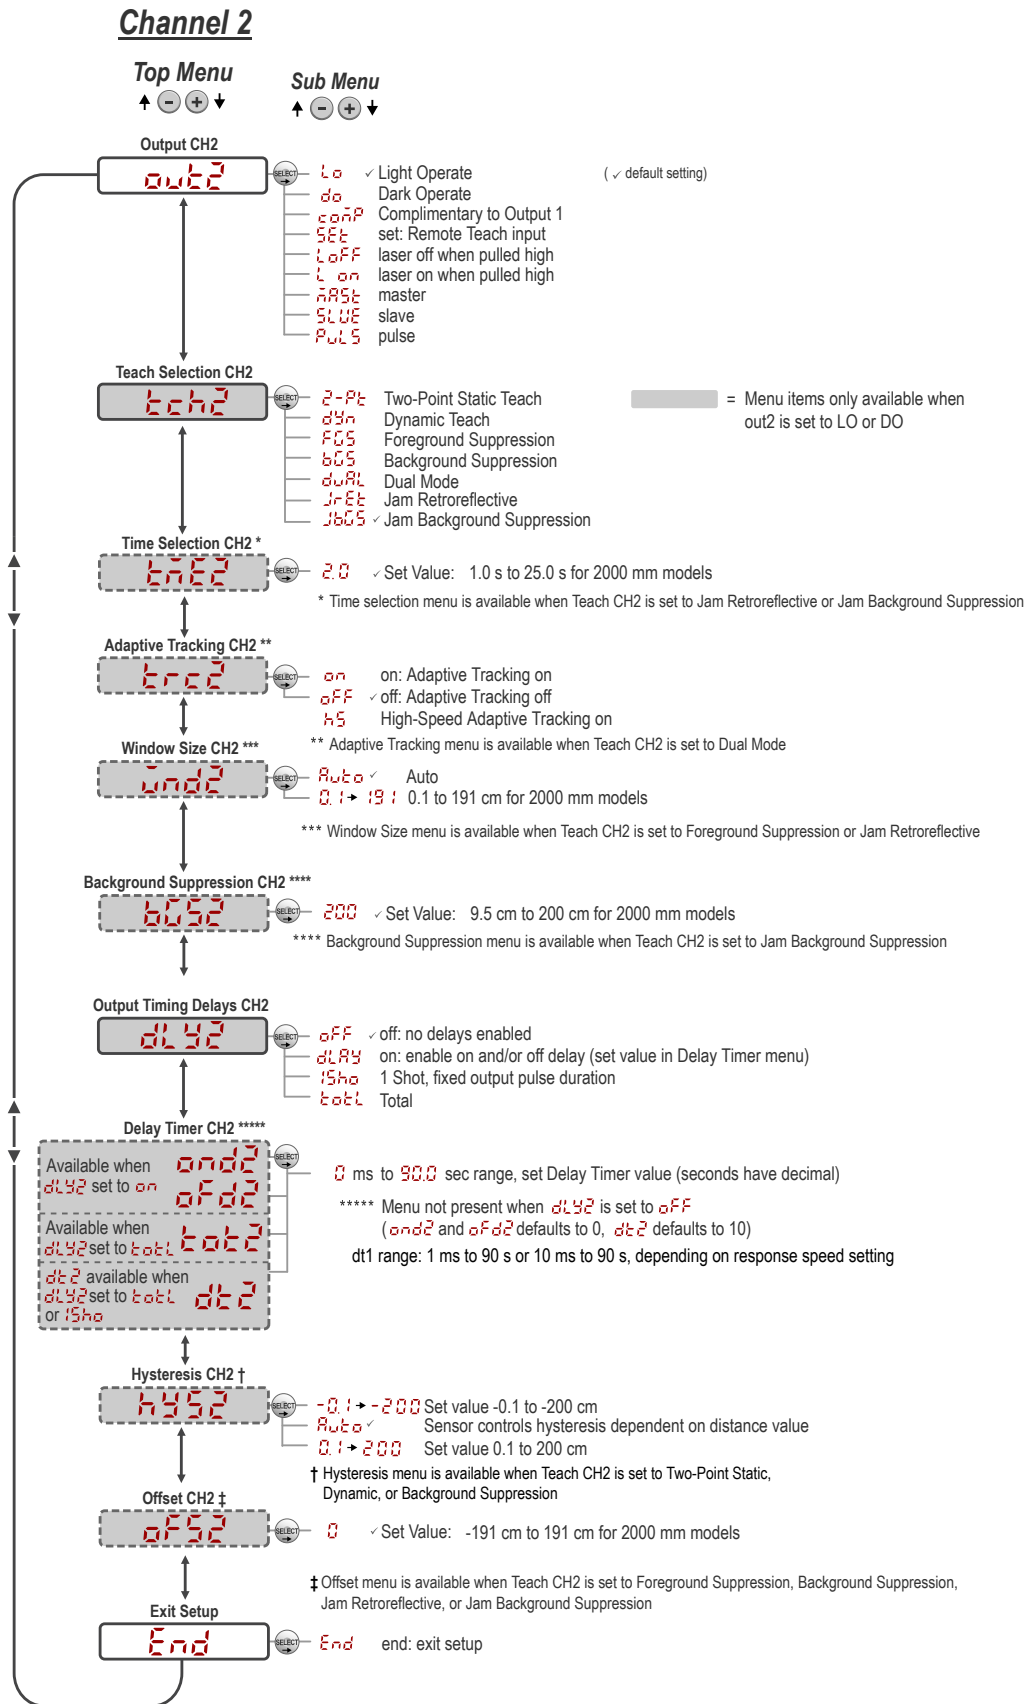 Channel 2
Top Menu
Sub Menu
- +
- +
Output CH2
out2
SELECT
Lo ✓ Light Operate
( ✓ default setting)
do Dark Operate
comP Complimentary to Output 1
SEt set: Remote Teach input
LoFF laser off when pulled high
L on laser on when pulled high
mASt master
SLUE slave
PuLS pulse
Teach Selection CH2
tch2
SELECT
2-Pt Two-Point Static Teach
= Menu items only available when
out2 is set to LO or DO
dYn Dynamic Teach
FGS Foreground Suppression
bGS Background Suppression
duAL Dual Mode
JrEt Jam Retroreflective
JbGS ✓ Jam Background Suppression
Time Selection CH2 *
tmE2
SELECT
2.0 ✓ Set Value: 1.0 s to 25.0 s for 2000 mm models
* Time selection menu is available when Teach CH2 is set to Jam Retroreflective or Jam Background Suppression
Adaptive Tracking CH2 **
trc2
SELECT
on on: Adaptive Tracking on
oFF ✓ off: Adaptive Tracking off
hS High-Speed Adaptive Tracking on
** Adaptive Tracking menu is available when Teach CH2 is set to Dual Mode
Window Size CH2 ***
wnd2
SELECT
Auto ✓ Auto
0.1 → 191 0.1 to 191 cm for 2000 mm models
*** Window Size menu is available when Teach CH2 is set to Foreground Suppression or Jam Retroreflective
Background Suppression CH2 ****
bGS2
SELECT
200 ✓ Set Value: 9.5 cm to 200 cm for 2000 mm models
**** Background Suppression menu is available when Teach CH2 is set to Jam Background Suppression
Output Timing Delays CH2
dLY2
SELECT
oFF ✓ off: no delays enabled
dLAY on: enable on and/or off delay (set value in Delay Timer menu)
1Sho 1 Shot, fixed output pulse duration
totL Total
Delay Timer CH2 *****
SELECT
Available when
dLY2 set to on
ond2
oFd2
0 ms to 90.0 sec range, set Delay Timer value (seconds have decimal)
***** Menu not present when dLY2 is set to oFF
(ond2 and oFd2 defaults to 0, dt2 defaults to 10)
Available when
dLY2 set to totL
tot2
dt1 range: 1 ms to 90 s or 10 ms to 90 s, depending on response speed setting
dt2 available when
dLY2 set to totL
or 1Sho
dt2
Hysteresis CH2 †
hYS2
SELECT
-0.1 → -200 Set value -0.1 to -200 cm
Auto ✓ Sensor controls hysteresis dependent on distance value
0.1 → 200 Set value 0.1 to 200 cm
† Hysteresis menu is available when Teach CH2 is set to Two-Point Static,
Dynamic, or Background Suppression
Offset CH2 ‡
oFS2
SELECT
0 ✓ Set Value: -191 cm to 191 cm for 2000 mm models
‡ Offset menu is available when Teach CH2 is set to Foreground Suppression, Background Suppression,
Jam Retroreflective, or Jam Background Suppression
Exit Setup
End
SELECT
End end: exit setup